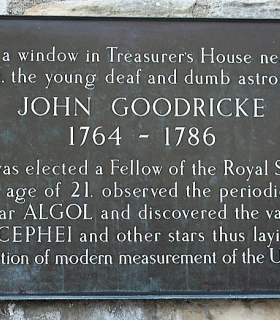 a window in Treasurer's House ne
. the young deaf and dumb astro
JOHN GOODRICKE
1764 - 1786
was elected a Fellow of the Royal S
age of 21, observed the periodi
ar ALGOL and discovered the va
CEPHEI and other stars thus layi
tion of modern measurement of the U